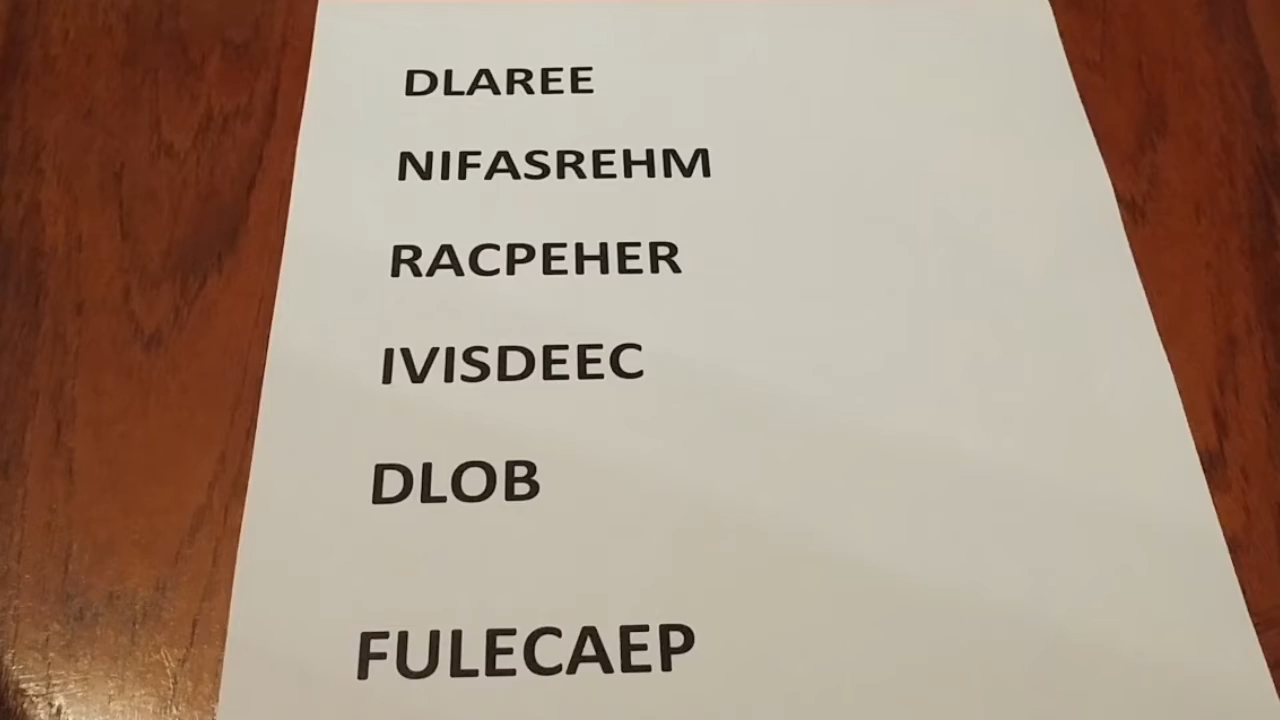 DLAREE
NIFASREHM
RACPEHER
IVISDEEC
DLOB
FULECAEP